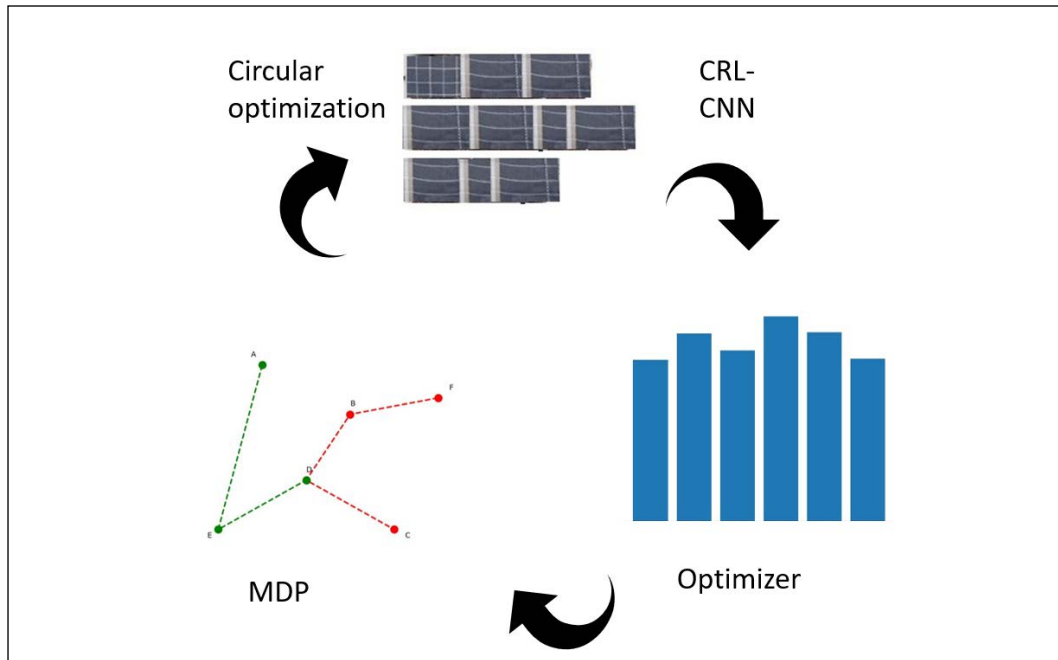 Circular
optimization
CRL-
CNN
A
F
B
D
E
C
MDP
Optimizer